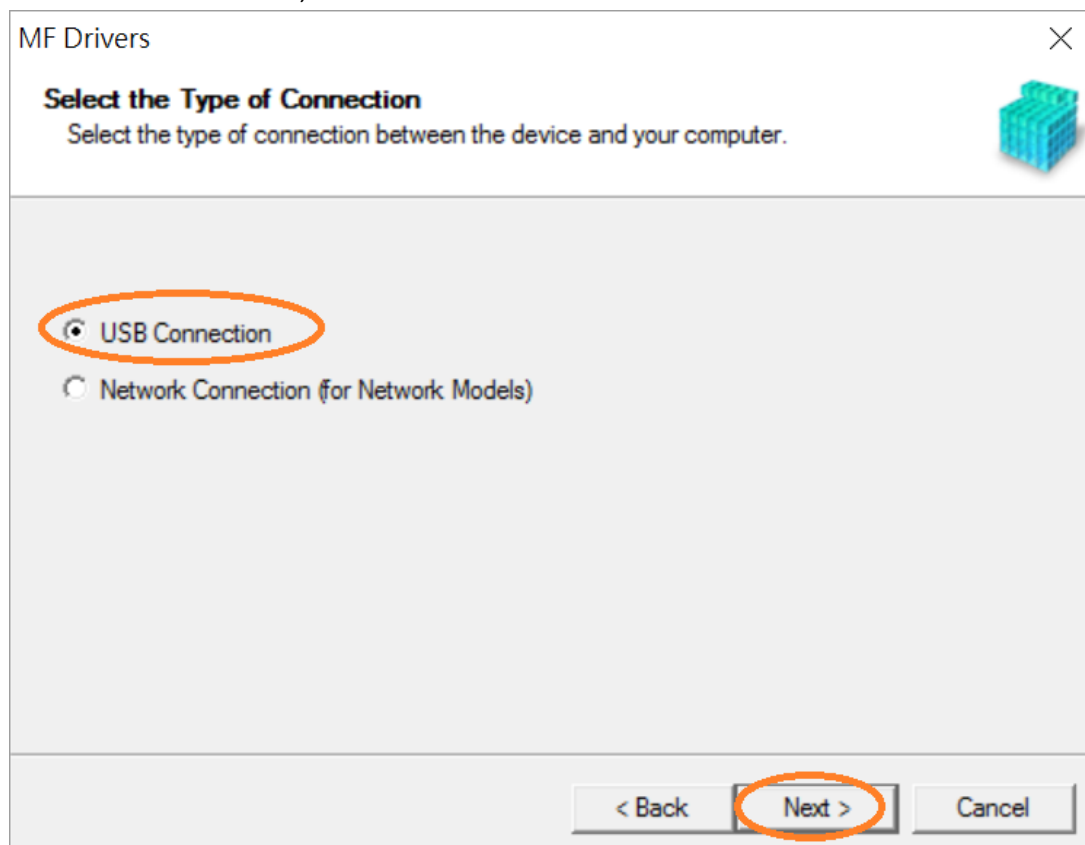 MF Drivers
Select the Type of Connection
Select the type of connection between the device and your computer.
USB Connection
Network Connection (for Network Models)
< Back Next > Cancel